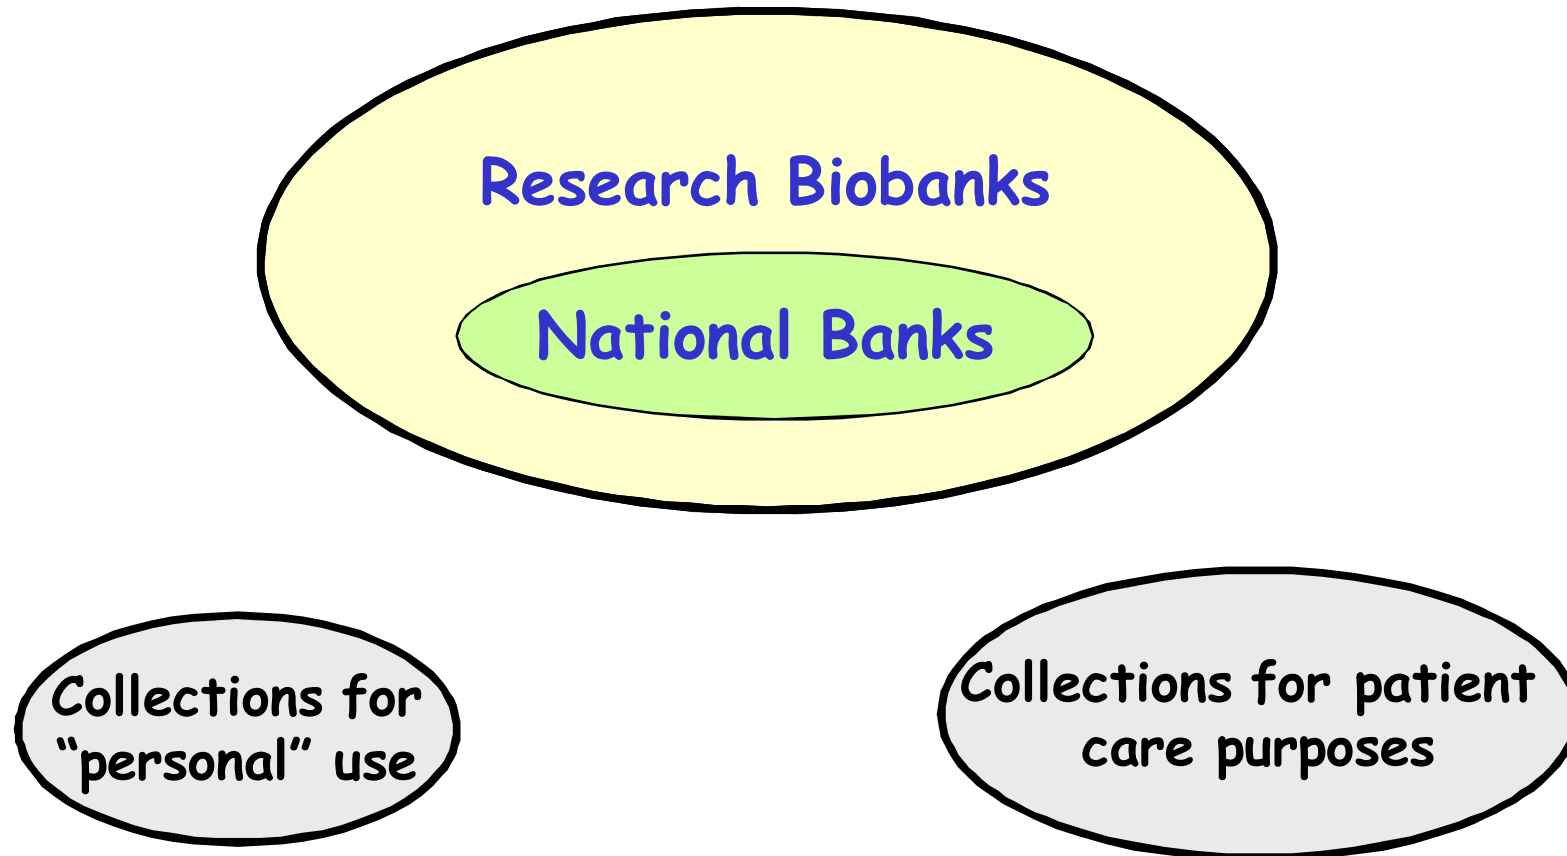 Research Biobanks
National Banks
Collections for
“personal” use
Collections for patient
care purposes